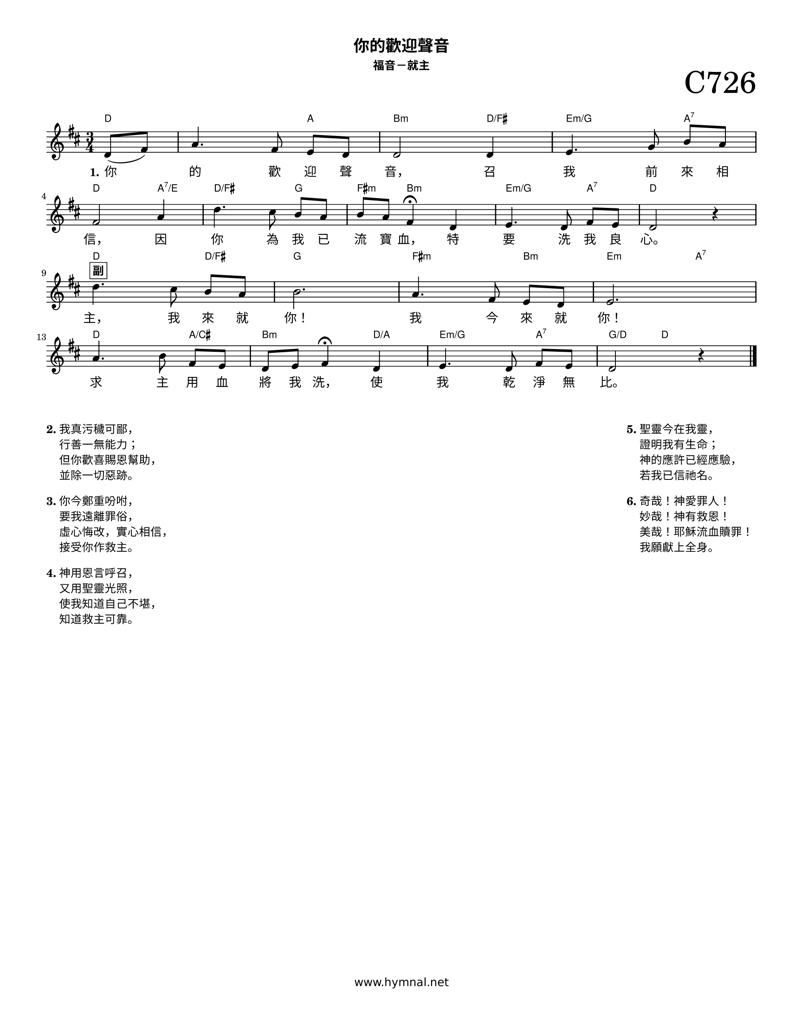 你的歡迎聲音
福音－就主
C726
D A Bm D/F♯ Em/G A7
3
4
1. 你 的 歡 迎 聲 音， 召 我 前 來 相
D A7/E D/F♯ G F♯m Bm Em/G A7 D
4
信， 因 你 為 我 已 流 寶 血， 特 要 洗 我 良 心。
D D/F♯ G F♯m Bm Em A7
9
副
主， 我 來 就 你！ 我 今 來 就 你！
D A/C♯ Bm D/A Em/G A7 G/D D
13
求 主 用 血 將 我 洗， 使 我 乾 淨 無 比。
2. 我真污穢可鄙，
行善一無能力；
但你歡喜賜恩幫助，
並除一切惡跡。
3. 你今鄭重吩咐，
要我遠離罪俗，
虛心悔改，實心相信，
接受你作救主。
4. 神用恩言呼召，
又用聖靈光照，
使我知道自己不堪，
知道救主可靠。
5. 聖靈今在我靈，
證明我有生命；
神的應許已經應驗，
若我已信祂名。
6. 奇哉！神愛罪人！
妙哉！神有救恩！
美哉！耶穌流血贖罪！
我願獻上全身。
www.hymnal.net